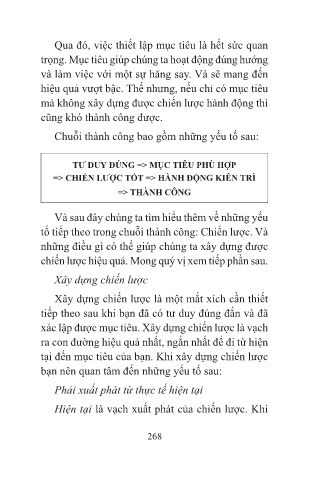 Qua đó, việc thiết lập mục tiêu là hết sức quan
trọng. Mục tiêu giúp chúng ta hoạt động đúng hướng
và làm việc với một sự hăng say. Và sẽ mang đến
hiệu quả vượt bậc. Thế nhưng, nếu chỉ có mục tiêu
mà không xây dựng được chiến lược hành động thì
cũng khó thành công được.
Chuỗi thành công bao gồm những yếu tố sau:
TƯ DUY ĐÚNG => MỤC TIÊU PHÙ HỢP
=> CHIẾN LƯỢC TỐT => HÀNH ĐỘNG KIÊN TRÌ
=> THÀNH CÔNG
Và sau đây chúng ta tìm hiểu thêm về những yếu
tố tiếp theo trong chuỗi thành công: Chiến lược. Và
những điều gì có thể giúp chúng ta xây dựng được
chiến lược hiệu quả. Mong quý vị xem tiếp phần sau.
Xây dựng chiến lược
Xây dựng chiến lược là một mắt xích cần thiết
tiếp theo sau khi bạn đã có tư duy đúng đắn và đã
xác lập được mục tiêu. Xây dựng chiến lược là vạch
ra con đường hiệu quả nhất, ngắn nhất để đi từ hiện
tại đến mục tiêu của bạn. Khi xây dựng chiến lược
bạn nên quan tâm đến những yếu tố sau:
Phải xuất phát từ thực tế hiện tại
Hiện tại là vạch xuất phát của chiến lược. Khi
268